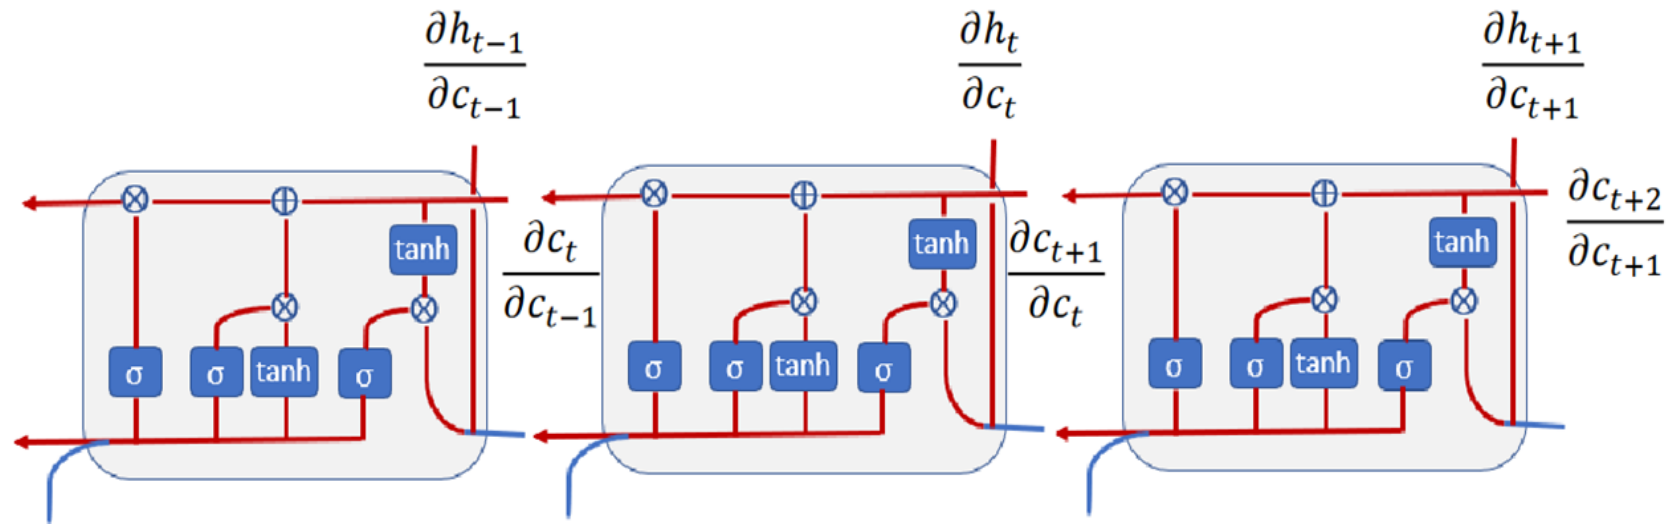 ∂h_{t-1}/∂c_{t-1}
∂h_t/∂c_t
∂h_{t+1}/∂c_{t+1}
tanh
tanh
tanh
∂c_t/∂c_{t-1}
∂c_{t+1}/∂c_t
∂c_{t+2}/∂c_{t+1}
σ σ tanh σ
σ σ tanh σ
σ σ tanh σ